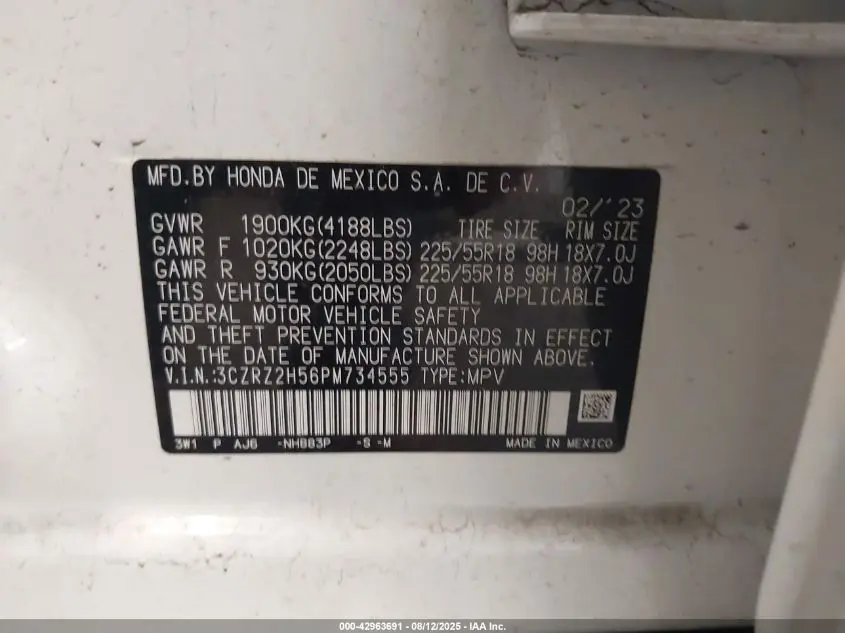 MFD.BY HONDA DE MEXICO S.A. DE C.V.
02/'23
GVWR 1900KG(4188LBS) TIRE SIZE RIM SIZE
GAWR F 1020KG(2248LBS) 225/55R18 98H 18X7.0J
GAWR R 930KG(2050LBS) 225/55R18 98H 18X7.0J
THIS VEHICLE CONFORMS TO ALL APPLICABLE
FEDERAL MOTOR VEHICLE SAFETY
AND THEFT PREVENTION STANDARDS IN EFFECT
ON THE DATE OF MANUFACTURE SHOWN ABOVE.
V.I.N.:3CZRZ2H56PM734555 TYPE:MPV
3W1 P AJ6 -NH883P -S -M MADE IN MEXICO
000-42963691 - 08/12/2025 - IAA Inc.